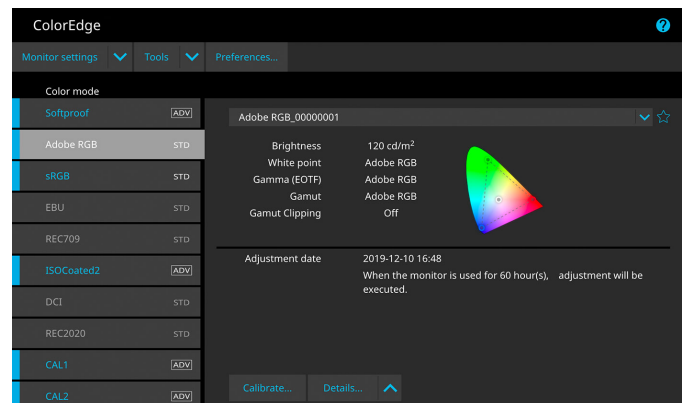 ColorEdge
Monitor settings Tools Preferences...
Color mode
Softproof ADV
Adobe RGB STD
sRGB STD
EBU STD
REC709 STD
ISOCoated2 ADV
DCI STD
REC2020 STD
CAL1 ADV
CAL2 ADV
Adobe RGB_00000001
Brightness 120 cd/m²
White point Adobe RGB
Gamma (EOTF) Adobe RGB
Gamut Adobe RGB
Gamut Clipping Off
Adjustment date 2019-12-10 16:48
When the monitor is used for 60 hour(s), adjustment will be
executed.
Calibrate... Details...